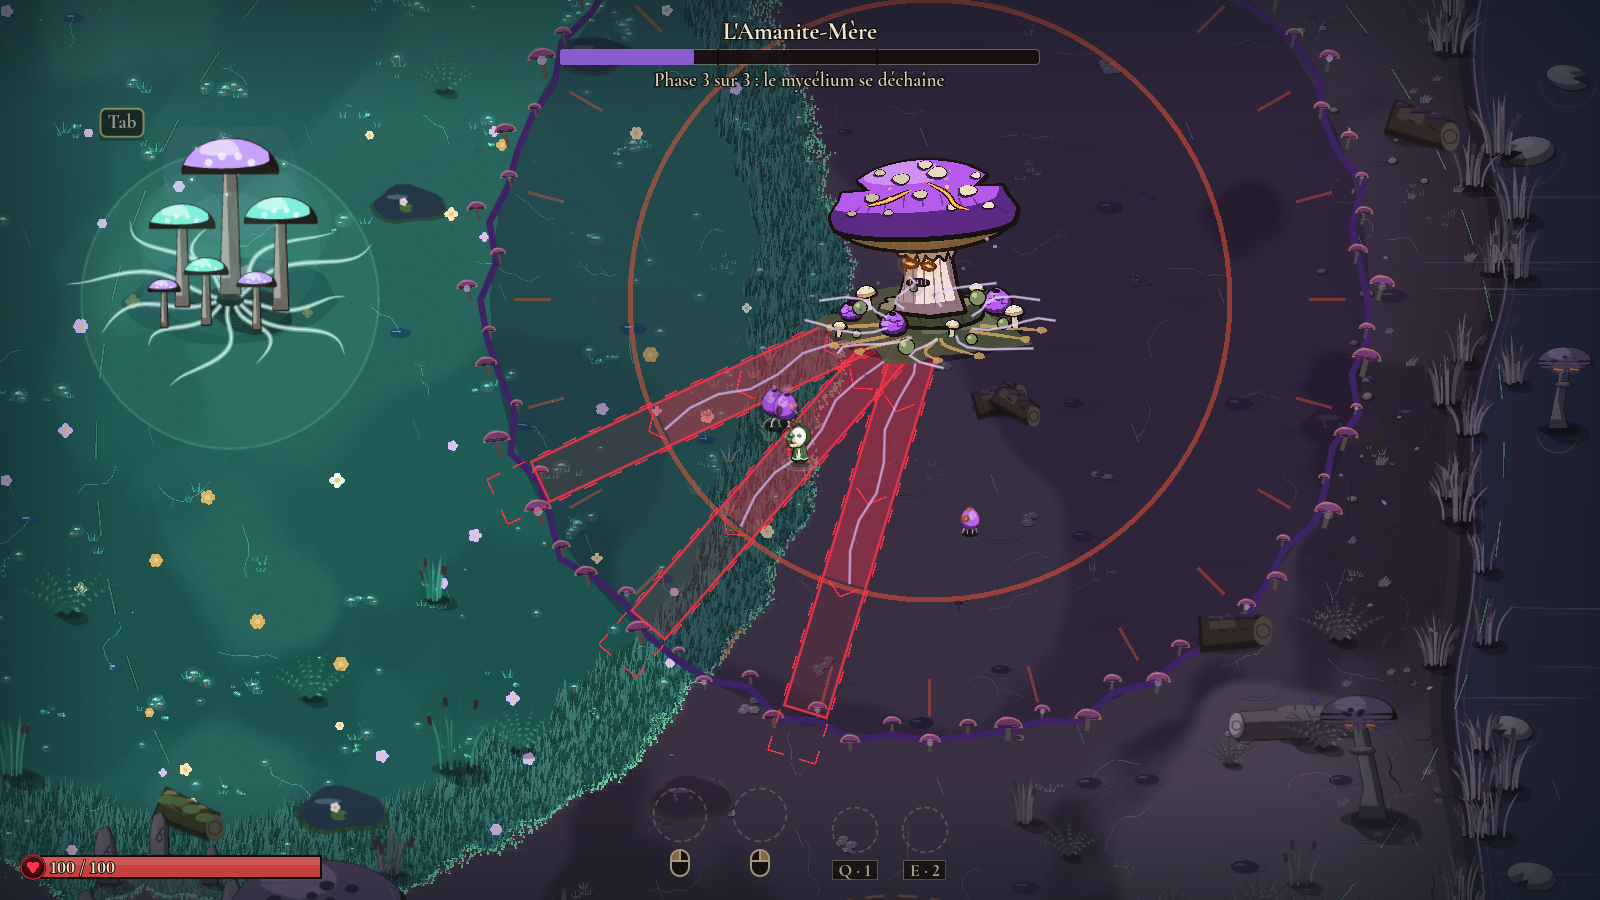 L'Amanite-Mère
Phase 3 sur 3 : le mycélium se déchaîne
Tab
100 / 100
Q · 1
E · 2